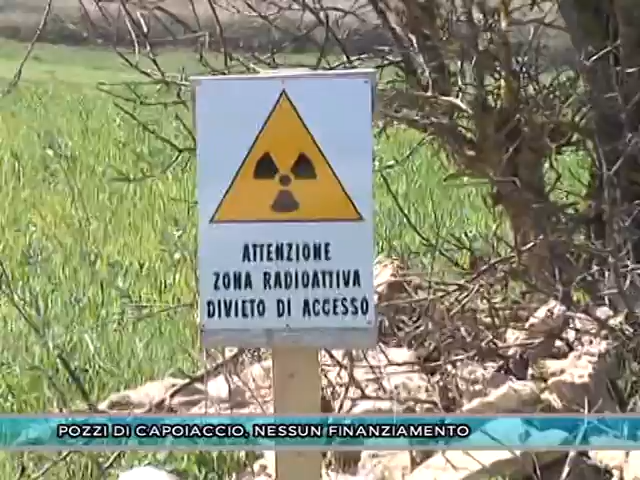 ATTENZIONE
ZONA RADIOATTIVA
DIVIETO DI ACCESSO
POZZI DI CAPOIACCIO, NESSUN FINANZIAMENTO